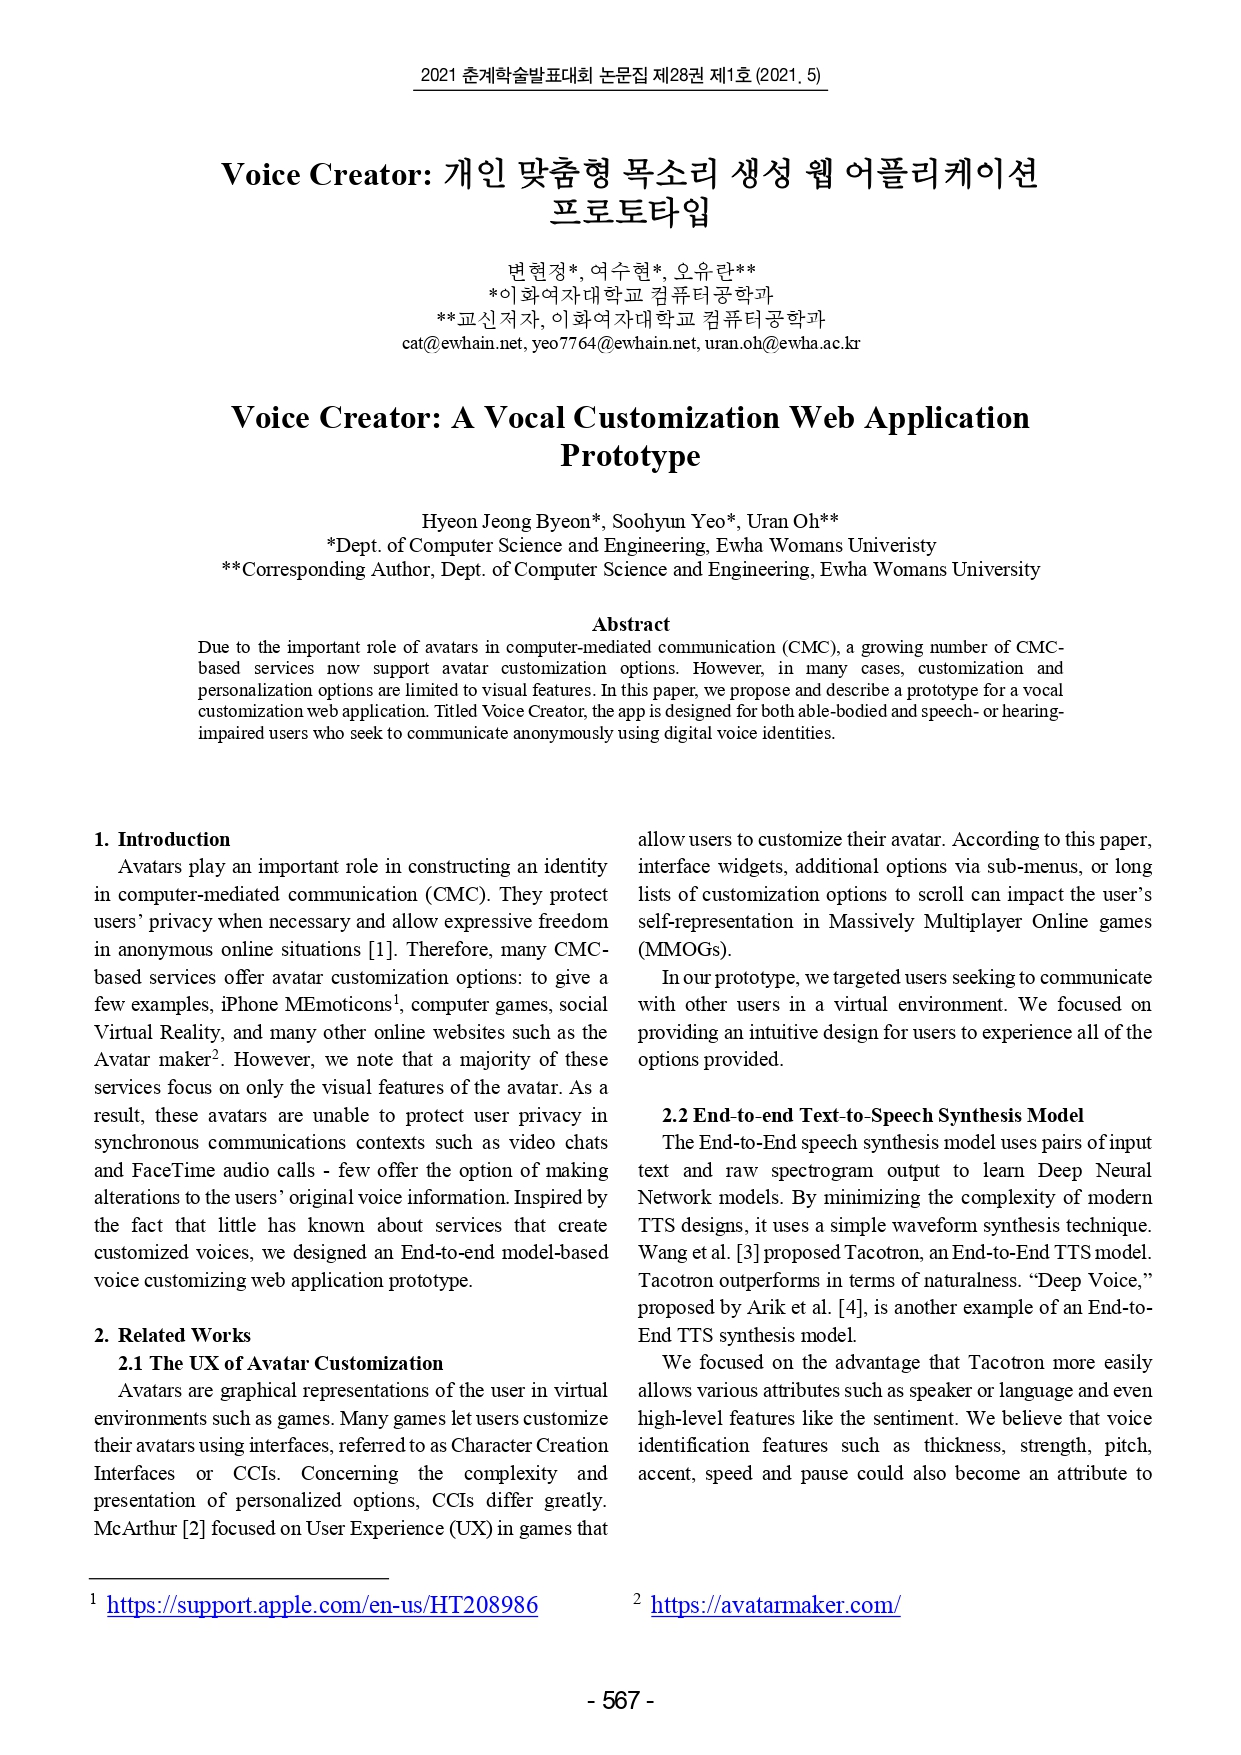 2021 춘계학술발표대회 논문집 제28권 제1호 (2021. 5)
Voice Creator: 개인 맞춤형 목소리 생성 웹 어플리케이션
프로토타입
변현정*, 여수현*, 오유란**
*이화여자대학교 컴퓨터공학과
**교신저자, 이화여자대학교 컴퓨터공학과
cat@ewhain.net, yeo7764@ewhain.net, uran.oh@ewha.ac.kr
Voice Creator: A Vocal Customization Web Application
Prototype
Hyeon Jeong Byeon*, Soohyun Yeo*, Uran Oh**
*Dept. of Computer Science and Engineering, Ewha Womans Univeristy
**Corresponding Author, Dept. of Computer Science and Engineering, Ewha Womans University
Abstract
Due to the important role of avatars in computer-mediated communication (CMC), a growing number of CMC-
based services now support avatar customization options. However, in many cases, customization and
personalization options are limited to visual features. In this paper, we propose and describe a prototype for a vocal
customization web application. Titled Voice Creator, the app is designed for both able-bodied and speech- or hearing-
impaired users who seek to communicate anonymously using digital voice identities.
1. Introduction
Avatars play an important role in constructing an identity
in computer-mediated communication (CMC). They protect
users’ privacy when necessary and allow expressive freedom
in anonymous online situations [1]. Therefore, many CMC-
based services offer avatar customization options: to give a
few examples, iPhone MEmoticons1, computer games, social
Virtual Reality, and many other online websites such as the
Avatar maker2. However, we note that a majority of these
services focus on only the visual features of the avatar. As a
result, these avatars are unable to protect user privacy in
synchronous communications contexts such as video chats
and FaceTime audio calls - few offer the option of making
alterations to the users’ original voice information. Inspired by
the fact that little has known about services that create
customized voices, we designed an End-to-end model-based
voice customizing web application prototype.
2. Related Works
2.1 The UX of Avatar Customization
Avatars are graphical representations of the user in virtual
environments such as games. Many games let users customize
their avatars using interfaces, referred to as Character Creation
Interfaces or CCIs. Concerning the complexity and
presentation of personalized options, CCIs differ greatly.
McArthur [2] focused on User Experience (UX) in games that
allow users to customize their avatar. According to this paper,
interface widgets, additional options via sub-menus, or long
lists of customization options to scroll can impact the user’s
self-representation in Massively Multiplayer Online games
(MMOGs).
In our prototype, we targeted users seeking to communicate
with other users in a virtual environment. We focused on
providing an intuitive design for users to experience all of the
options provided.
2.2 End-to-end Text-to-Speech Synthesis Model
The End-to-End speech synthesis model uses pairs of input
text and raw spectrogram output to learn Deep Neural
Network models. By minimizing the complexity of modern
TTS designs, it uses a simple waveform synthesis technique.
Wang et al. [3] proposed Tacotron, an End-to-End TTS model.
Tacotron outperforms in terms of naturalness. “Deep Voice,”
proposed by Arik et al. [4], is another example of an End-to-
End TTS synthesis model.
We focused on the advantage that Tacotron more easily
allows various attributes such as speaker or language and even
high-level features like the sentiment. We believe that voice
identification features such as thickness, strength, pitch,
accent, speed and pause could also become an attribute to
1 https://support.apple.com/en-us/HT208986
2 https://avatarmaker.com/
- 567 -